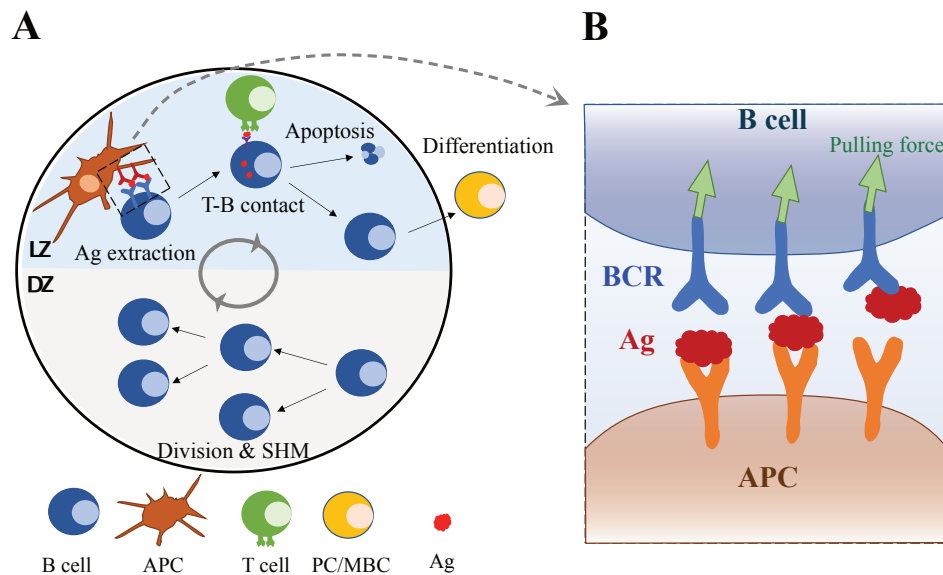 A
Apoptosis
Differentiation
T-B contact
Ag extraction
LZ
DZ
Division & SHM
B cell
APC
T cell
PC/MBC
Ag
B
B cell
Pulling force
BCR
Ag
APC